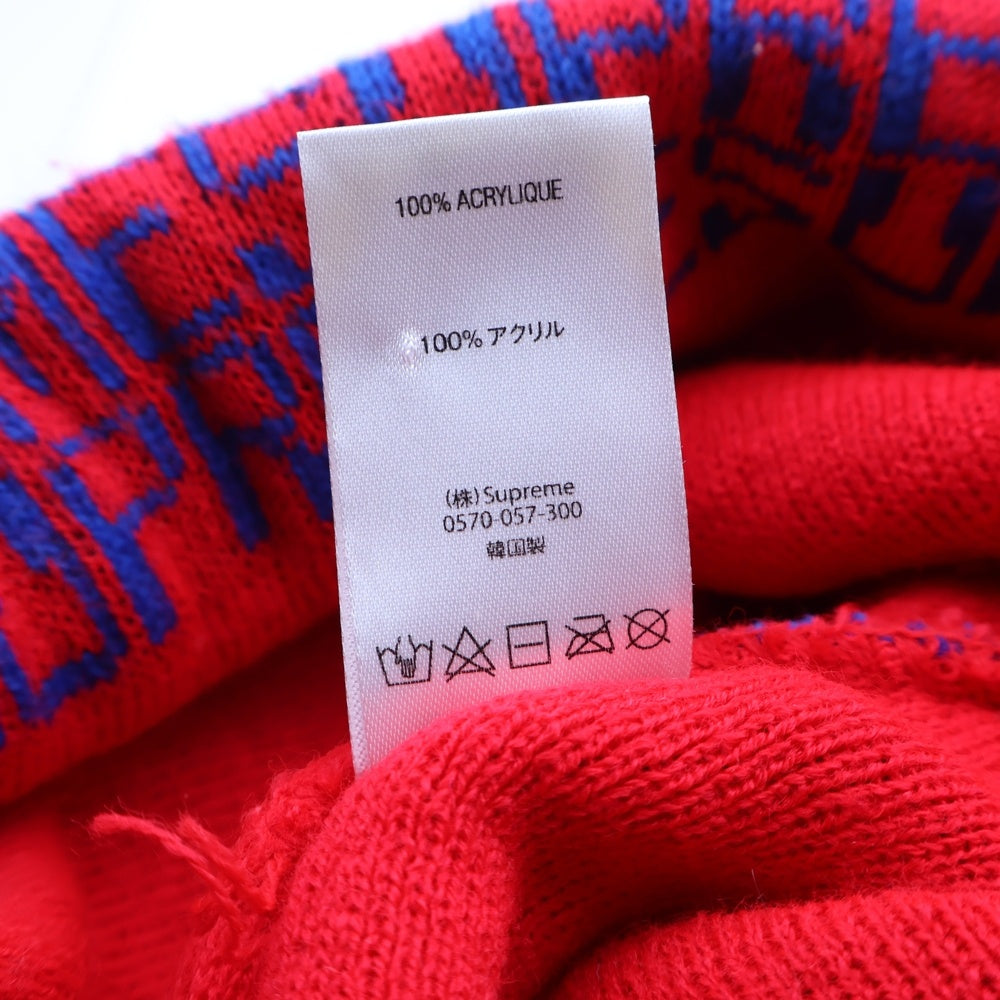 100% ACRYLIQUE
100% アクリル
(株)Supreme
0570-057-300
韓国製